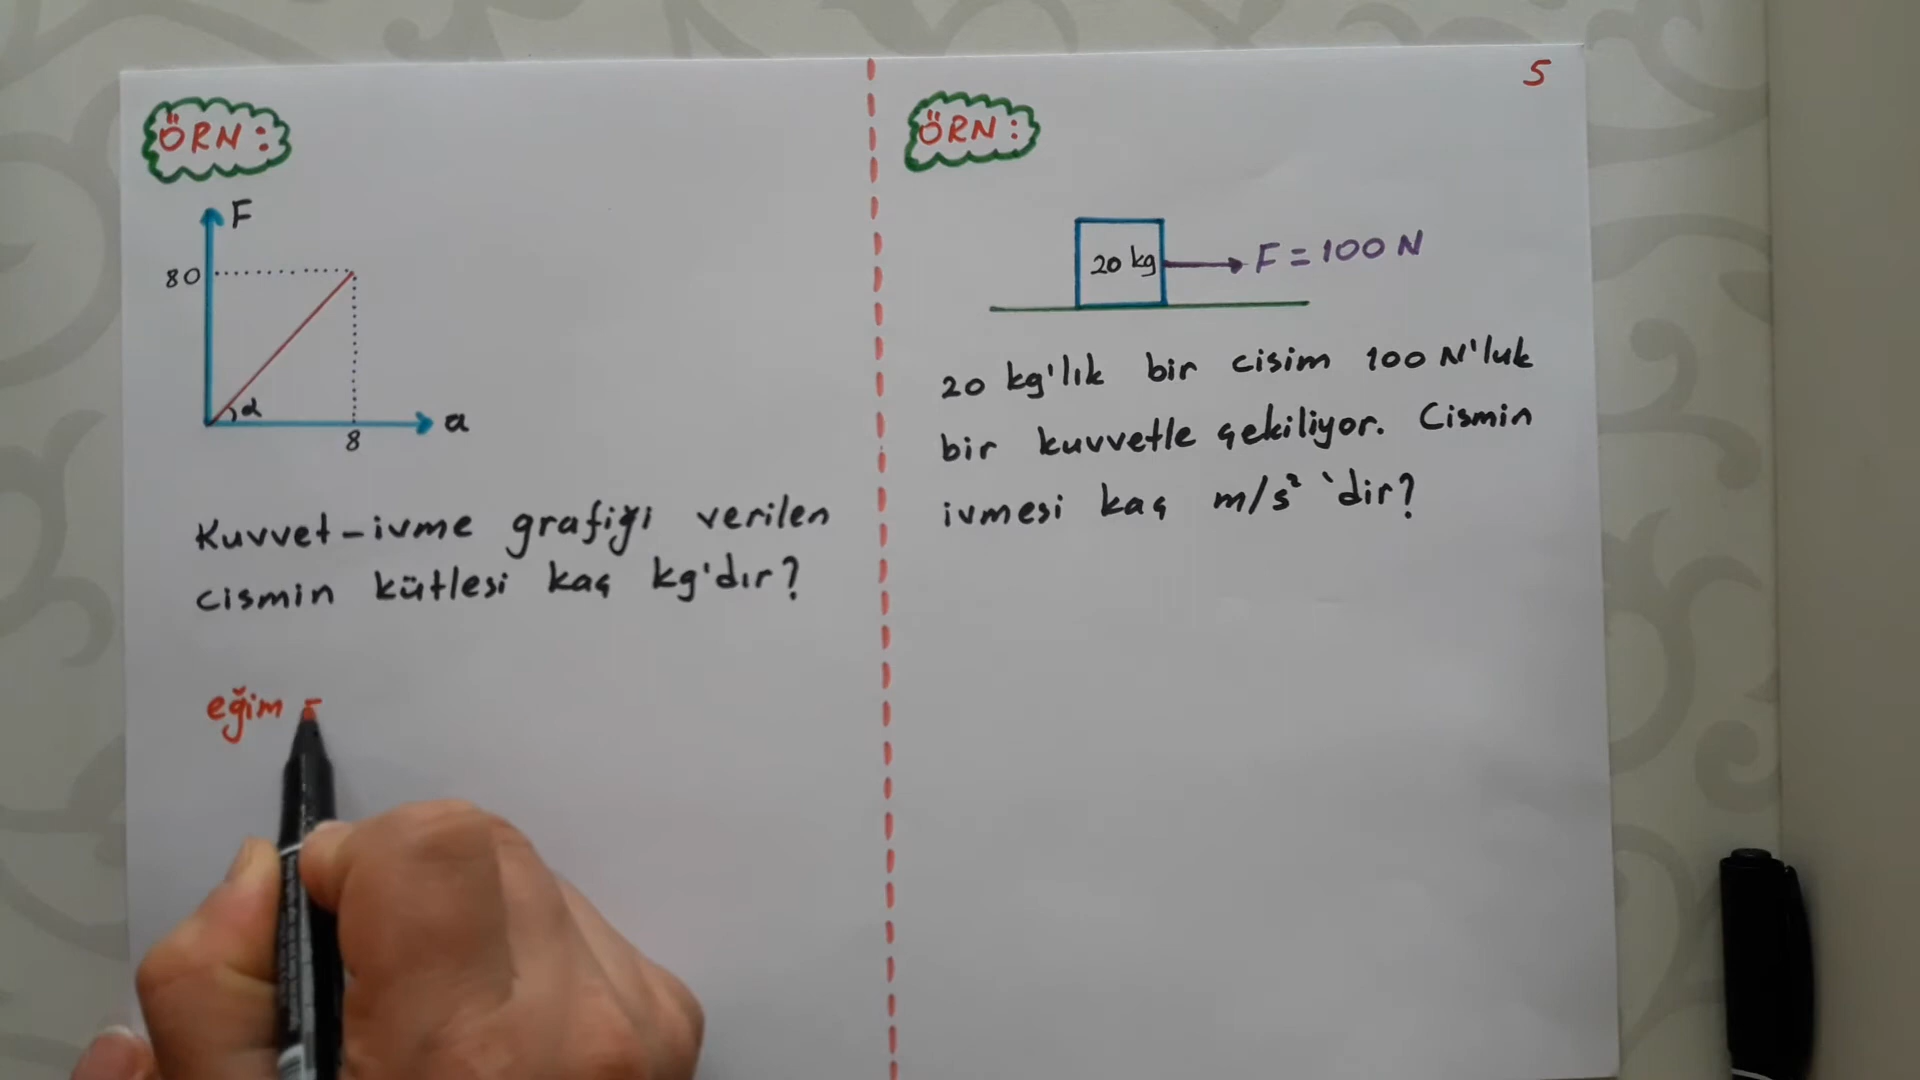 5
ÖRN:
F
80
α
a
8
Kuvvet-ivme grafiği verilen
cismin kütlesi kaç kg'dır?
eğim =
ÖRN:
20 kg
F = 100 N
20 kg'lık bir cisim 100 N'luk
bir kuvvetle çekiliyor. Cismin
ivmesi kaç m/s² 'dir?